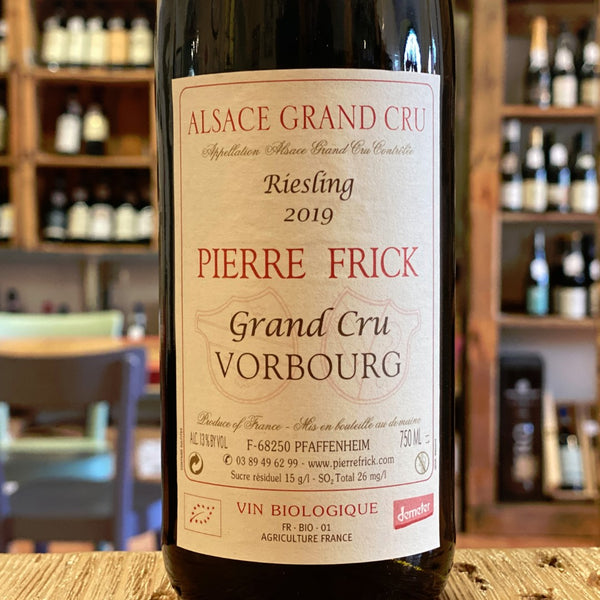 ALSACE GRAND CRU
Appellation Alsace Grand Cru Contrôlée
Riesling
2019
PIERRE FRICK
Grand Cru
VORBOURG
Produce of France - Mis en bouteille au domaine
ALC. 13% BY VOL
F-68250 PFAFFENHEIM
750 ML
✆ 03 89 49 62 99 - www.pierrefrick.com
Sucre résiduel 15 g/l - SO₂ Total 26 mg/l
VIN BIOLOGIQUE
demeter
FR - BIO - 01
AGRICULTURE FRANCE